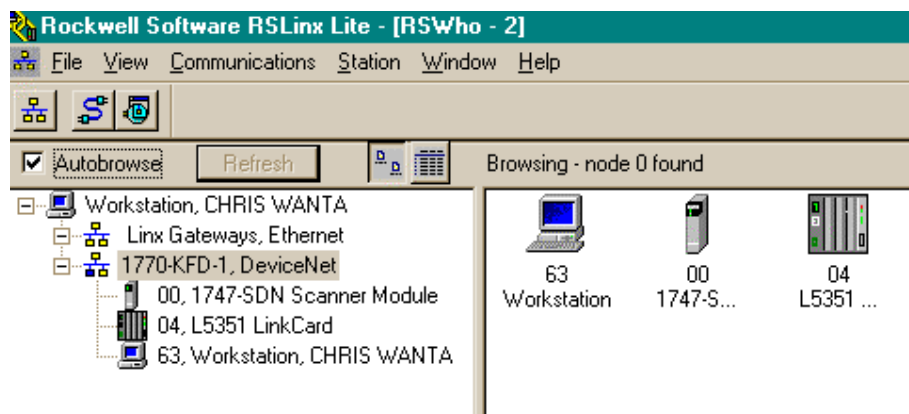 Rockwell Software RSLinx Lite - [RSWho - 2]
File View Communications Station Window Help
Autobrowse Refresh Browsing - node 0 found
Workstation, CHRIS WANTA
Linx Gateways, Ethernet
1770-KFD-1, DeviceNet
00, 1747-SDN Scanner Module
04, L5351 LinkCard
63, Workstation, CHRIS WANTA
63 00 04
Workstation 1747-S... L5351 ...